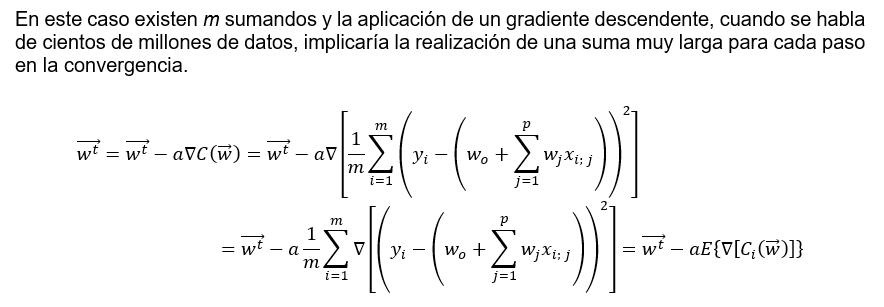 En este caso existen m sumandos y la aplicación de un gradiente descendente, cuando se habla
de cientos de millones de datos, implicaría la realización de una suma muy larga para cada paso
en la convergencia.
$\overrightarrow{w^t} = \overrightarrow{w^t} - a\nabla C(\overrightarrow{w}) = \overrightarrow{w^t} - a\nabla\left[\frac{1}{m}\sum_{i=1}^{m}\left(y_i - \left(w_o + \sum_{j=1}^{p} w_j x_{i;j}\right)\right)^2\right]$
$= \overrightarrow{w^t} - a\frac{1}{m}\sum_{i=1}^{m}\nabla\left[\left(y_i - \left(w_o + \sum_{j=1}^{p} w_j x_{i;j}\right)\right)^2\right] = \overrightarrow{w^t} - aE\{\nabla[C_i(\overrightarrow{w})]\}$